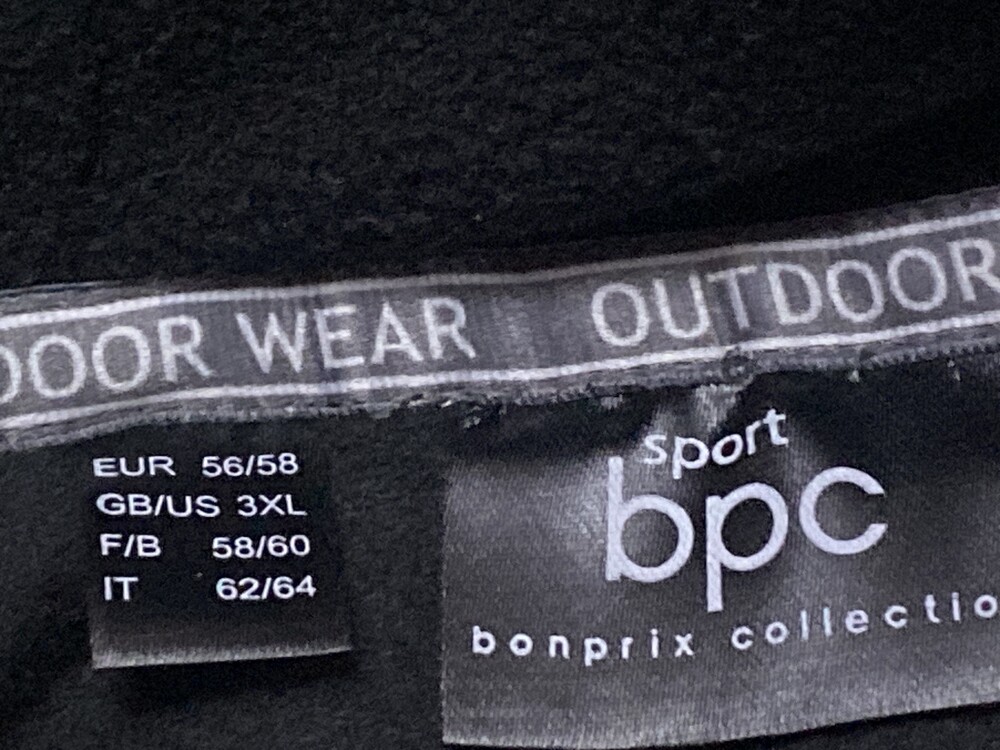 DOOR WEAR OUTDOOR
EUR 56/58
GB/US 3XL
F/B 58/60
IT 62/64
sport
bpc
bonprix collectio